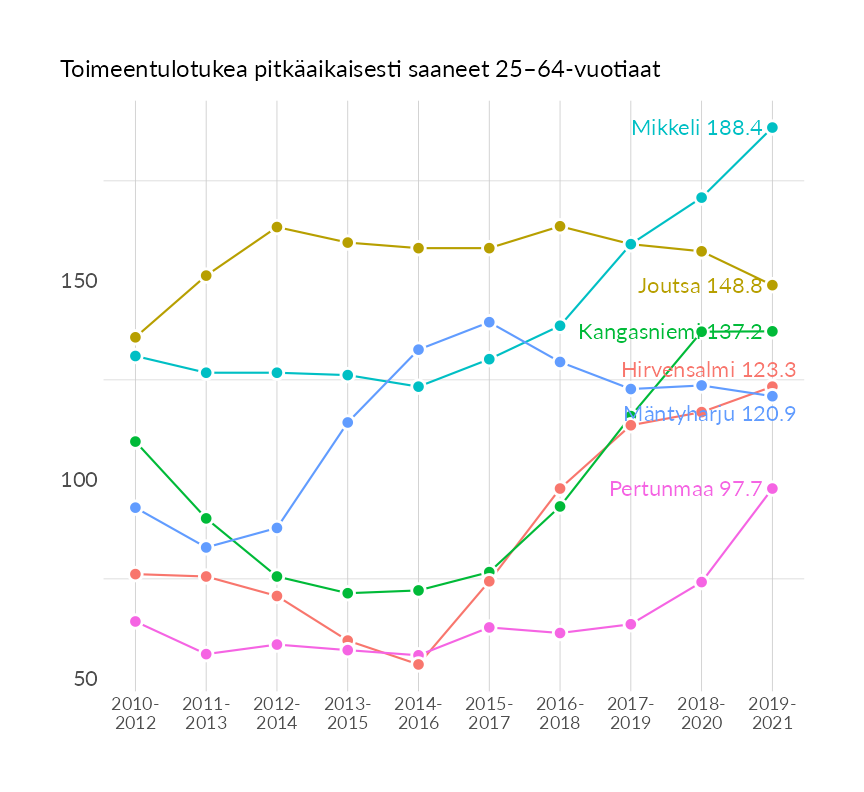 Toimeentulotukea pitkäaikaisesti saaneet 25–64-vuotiaat
Mikkeli 188.4
150
Joutsa 148.8
Kangasniemi 137.2
Hirvensalmi 123.3
Mäntyharju 120.9
100
Pertunmaa 97.7
50
2010- 2011- 2012- 2013- 2014- 2015- 2016- 2017- 2018- 2019-
2012 2013 2014 2015 2016 2017 2018 2019 2020 2021